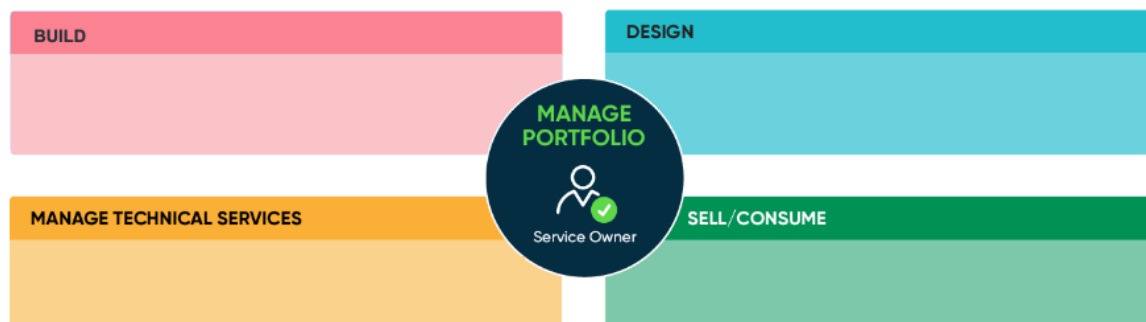 BUILD
DESIGN
MANAGE
PORTFOLIO
Service Owner
MANAGE TECHNICAL SERVICES
SELL/CONSUME